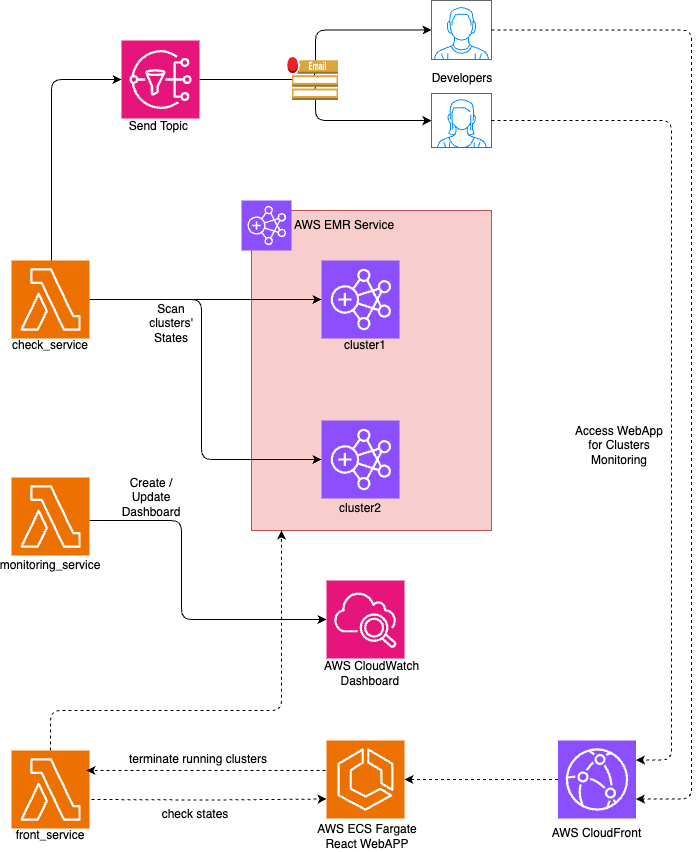 Email
Developers
Send Topic
AWS EMR Service
Scan
clusters'
States
check_service
cluster1
Access WebApp
for Clusters
Monitoring
Create /
Update
Dashboard
cluster2
monitoring_service
AWS CloudWatch
Dashboard
terminate running clusters
check states
front_service
AWS ECS Fargate
React WebAPP
AWS CloudFront